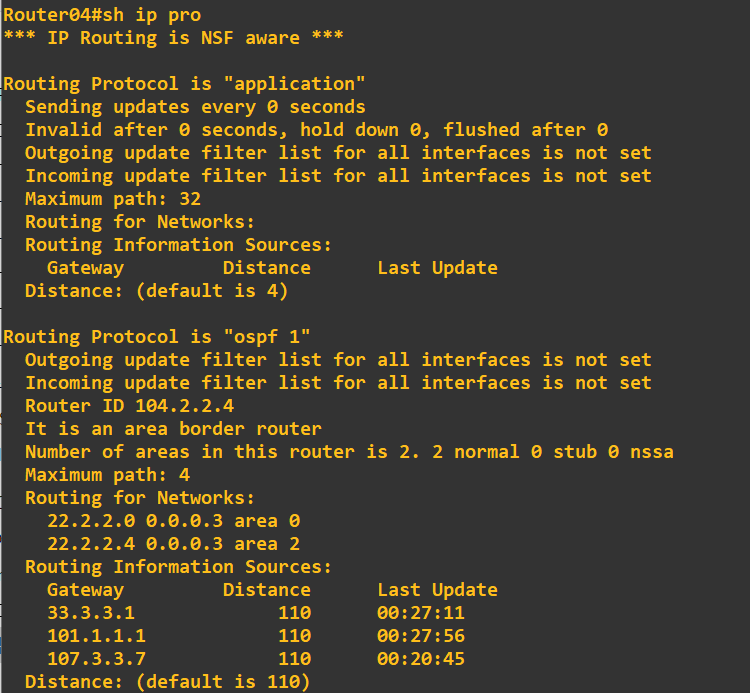 Router04#sh ip pro
*** IP Routing is NSF aware ***
Routing Protocol is "application"
Sending updates every 0 seconds
Invalid after 0 seconds, hold down 0, flushed after 0
Outgoing update filter list for all interfaces is not set
Incoming update filter list for all interfaces is not set
Maximum path: 32
Routing for Networks:
Routing Information Sources:
Gateway Distance Last Update
Distance: (default is 4)
Routing Protocol is "ospf 1"
Outgoing update filter list for all interfaces is not set
Incoming update filter list for all interfaces is not set
Router ID 104.2.2.4
It is an area border router
Number of areas in this router is 2. 2 normal 0 stub 0 nssa
Maximum path: 4
Routing for Networks:
22.2.2.0 0.0.0.3 area 0
22.2.2.4 0.0.0.3 area 2
Routing Information Sources:
Gateway Distance Last Update
33.3.3.1 110 00:27:11
101.1.1.1 110 00:27:56
107.3.3.7 110 00:20:45
Distance: (default is 110)